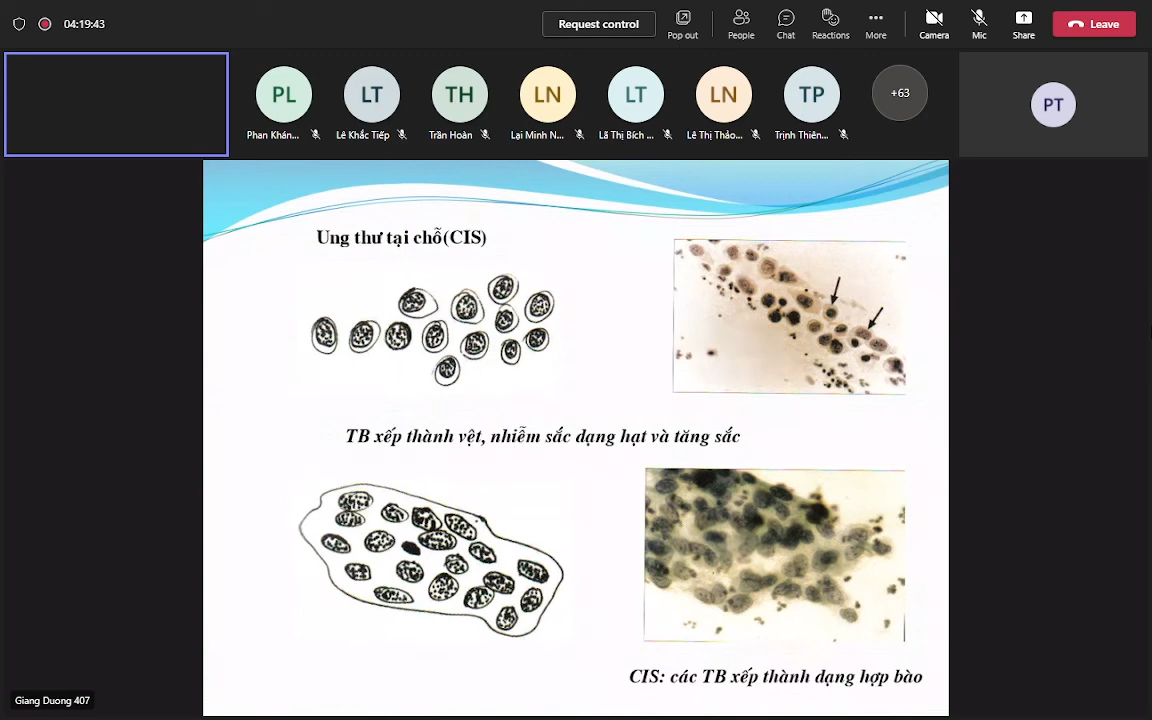 04:19:43
Request control
Pop out
People
Chat
Reactions
More
Camera
Mic
Share
Leave
PL
LT
TH
LN
LT
LN
TP
+63
PT
Phan Khán...
Lê Khắc Tiếp
Trần Hoàn
Lại Minh N...
Lã Thị Bích ...
Lê Thị Thảo...
Trịnh Thiên...
Ung thư tại chỗ(CIS)
TB xếp thành vệt, nhiễm sắc dạng hạt và tăng sắc
CIS: các TB xếp thành dạng hợp bào
Giang Duong 407